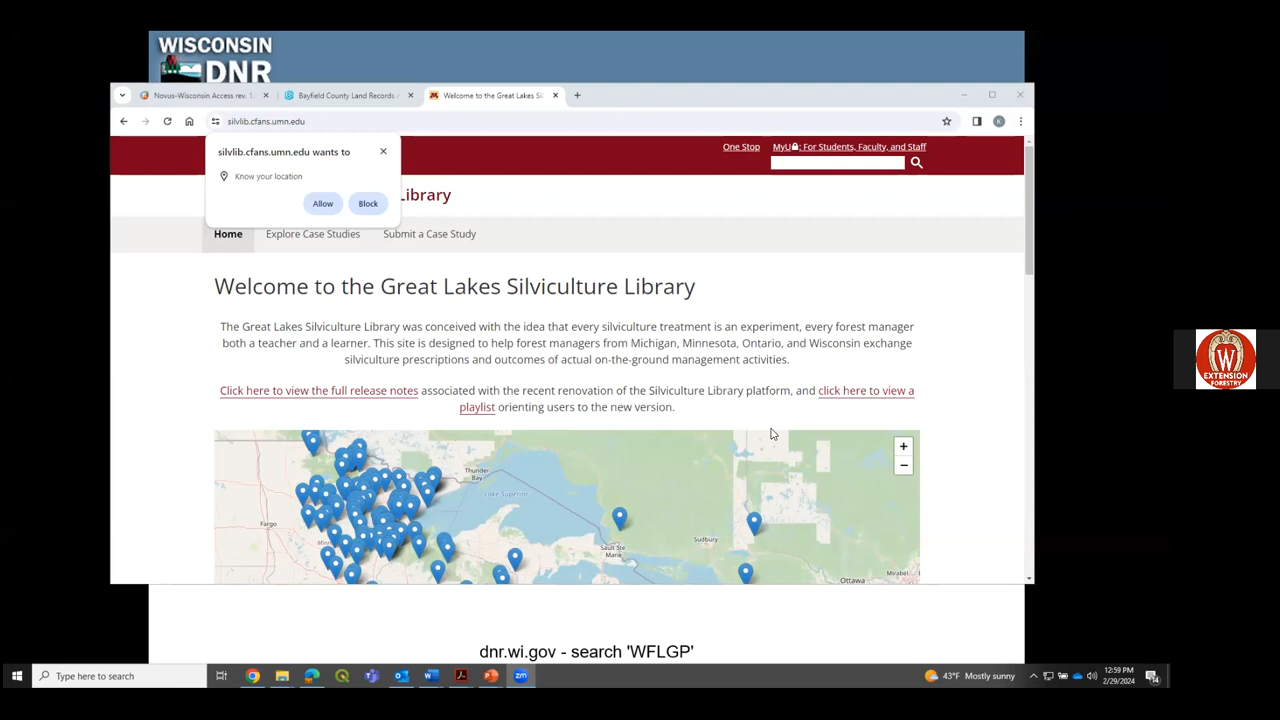 WISCONSIN
DNR
Novus-Wisconsin Access rev. 1.
Bayfield County Land Records
Welcome to the Great Lakes Sil
silvlib.cfans.umn.edu
silvlib.cfans.umn.edu wants to
Know your location
Allow
Block
One Stop
MyU: For Students, Faculty, and Staff
Library
Home
Explore Case Studies
Submit a Case Study
Welcome to the Great Lakes Silviculture Library
The Great Lakes Silviculture Library was conceived with the idea that every silviculture treatment is an experiment, every forest manager
both a teacher and a learner. This site is designed to help forest managers from Michigan, Minnesota, Ontario, and Wisconsin exchange
silviculture prescriptions and outcomes of actual on-the-ground management activities.
Click here to view the full release notes associated with the recent renovation of the Silviculture Library platform, and click here to view a
playlist orienting users to the new version.
+
−
Thunder
Bay
Lake Superior
Fargo
Sault Ste
Marie
Sudbury
Ottawa
Mirabel
W
EXTENSION
FORESTRY
dnr.wi.gov - search 'WFLGP'
Type here to search
43°F Mostly sunny
12:59 PM
2/29/2024